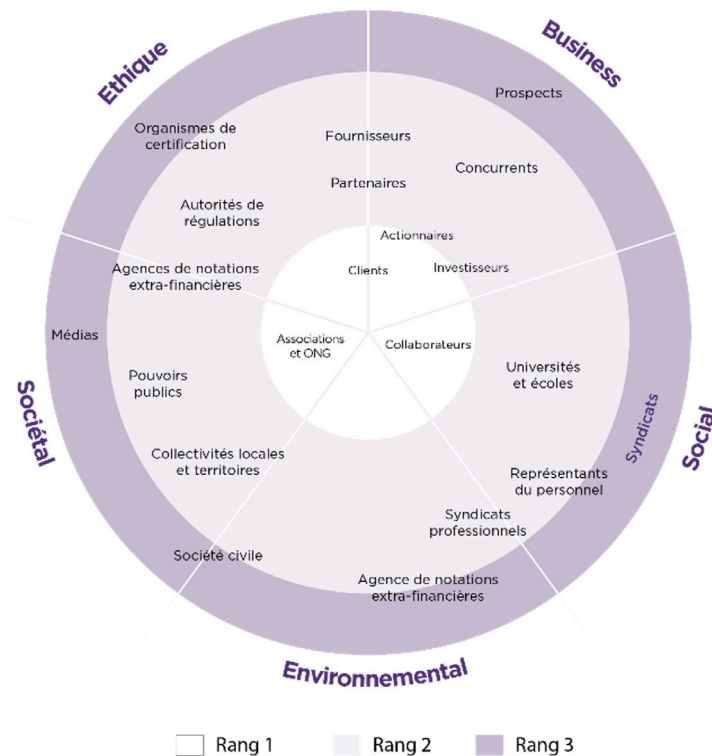 Ethique
Business
Prospects
Organismes de
certification
Fournisseurs
Concurrents
Partenaires
Autorités de
régulations
Actionnaires
Agences de notations
extra-financières
Clients
Investisseurs
Médias
Associations
et ONG
Collaborateurs
Universités
et écoles
Pouvoirs
publics
Sociétal
Syndicats
Social
Collectivités locales
et territoires
Représentants
du personnel
Syndicats
professionnels
Société civile
Agence de notations
extra-financières
Environnemental
Rang 1
Rang 2
Rang 3